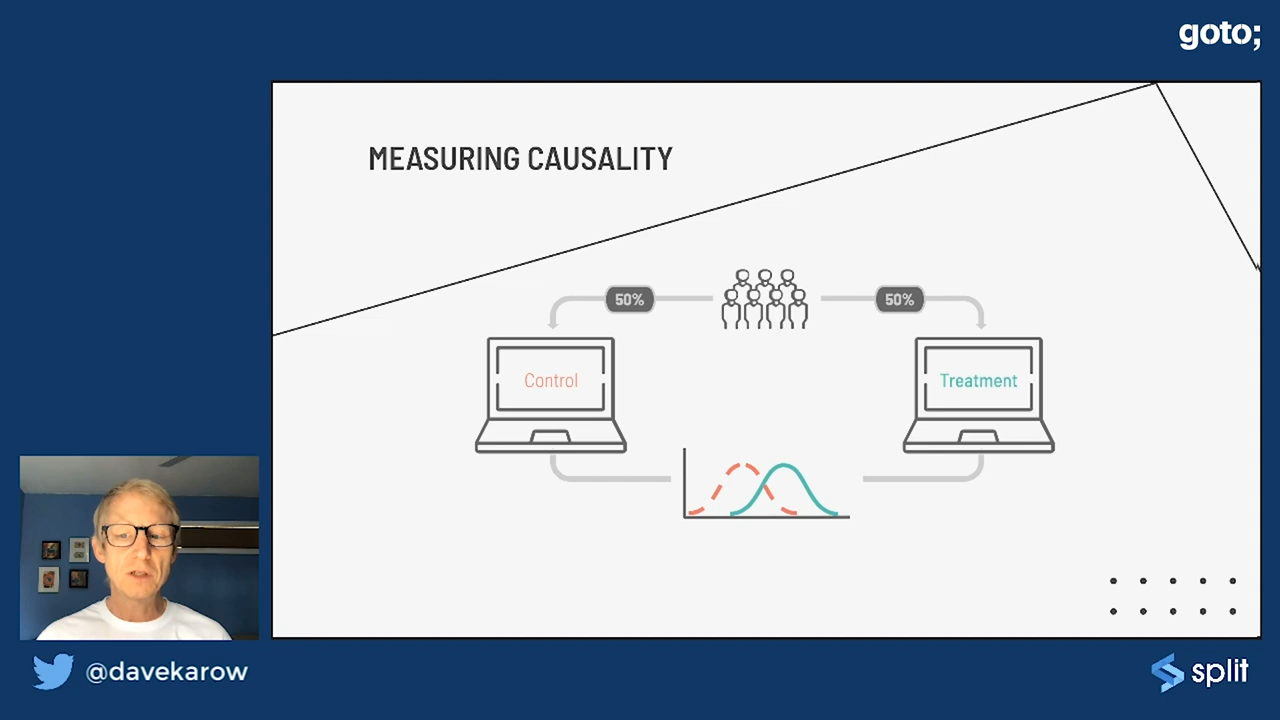 goto;
MEASURING CAUSALITY
50%
50%
Control
Treatment
@davekarow
split